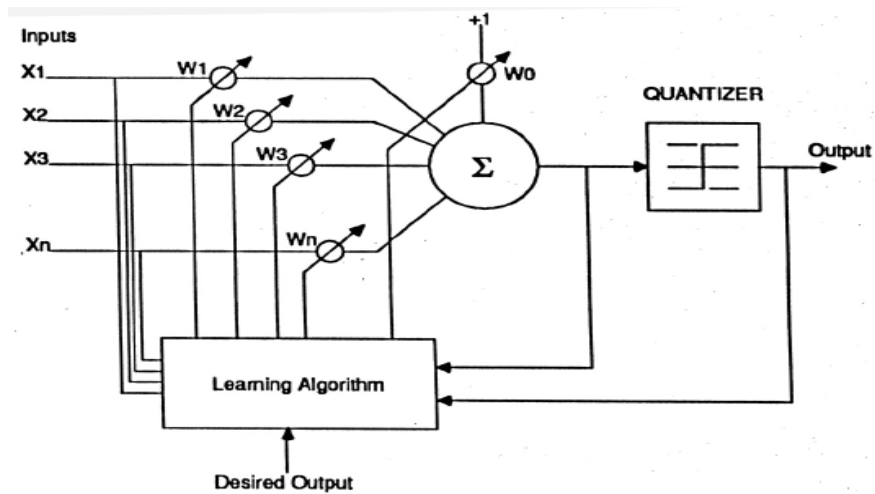 Inputs
+1
X1
W1
W0
X2
W2
QUANTIZER
X3
W3
Σ
Output
Xn
Wn
Learning Algorithm
Desired Output